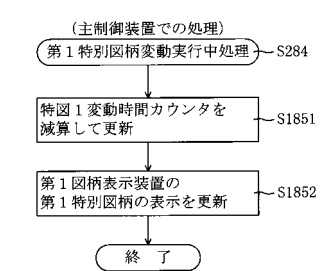 （主制御装置での処理）
第１特別図柄変動実行中処理
S284
特図１変動時間カウンタを
減算して更新
S1851
第１図柄表示装置の
第１特別図柄の表示を更新
S1852
終　了